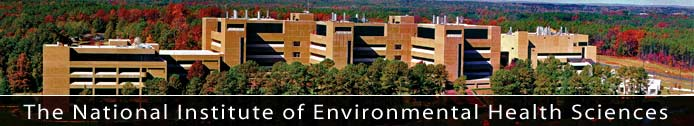 The National Institute of Environmental Health Sciences